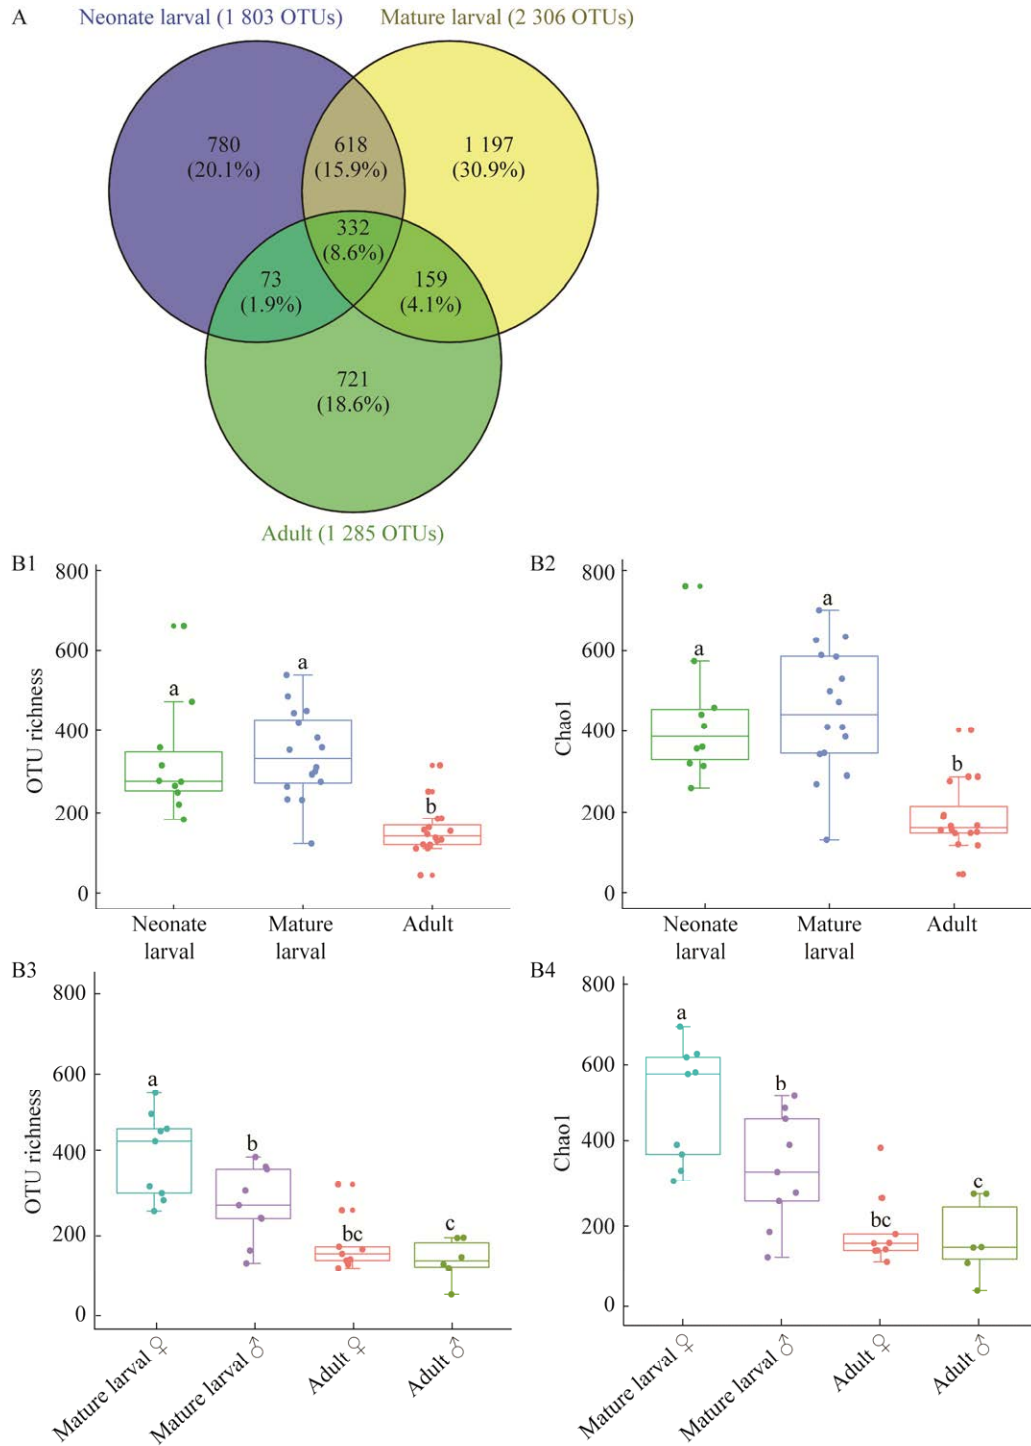 A
Neonate larval (1 803 OTUs)
Mature larval (2 306 OTUs)
780
(20.1%)
618
(15.9%)
1 197
(30.9%)
332
(8.6%)
73
(1.9%)
159
(4.1%)
721
(18.6%)
Adult (1 285 OTUs)
B1
OTU richness
800
600
400
200
0
a
a
b
Neonate
larval
Mature
larval
Adult
B2
Chao1
800
600
400
200
0
a
a
b
Neonate
larval
Mature
larval
Adult
B3
OTU richness
800
600
400
200
0
a
b
bc
c
Mature larval ♀
Mature larval ♂
Adult ♀
Adult ♂
B4
Chao1
800
600
400
200
0
a
b
bc
c
Mature larval ♀
Mature larval ♂
Adult ♀
Adult ♂